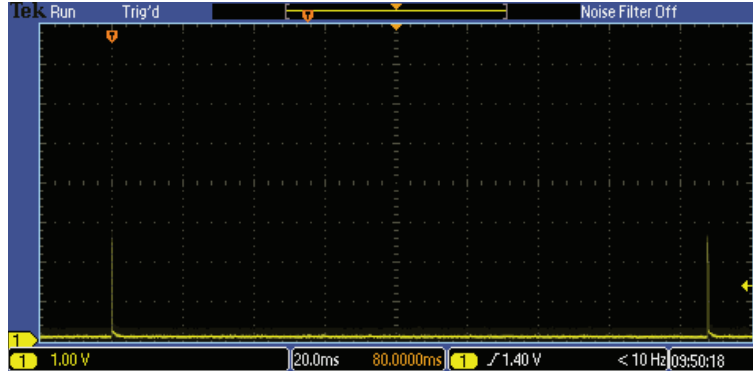 Tek Run Trig'd Noise Filter Off
T
T
1
1 1.00 V 20.0ms 80.0000ms 1 1.40 V < 10 Hz 09:50:18